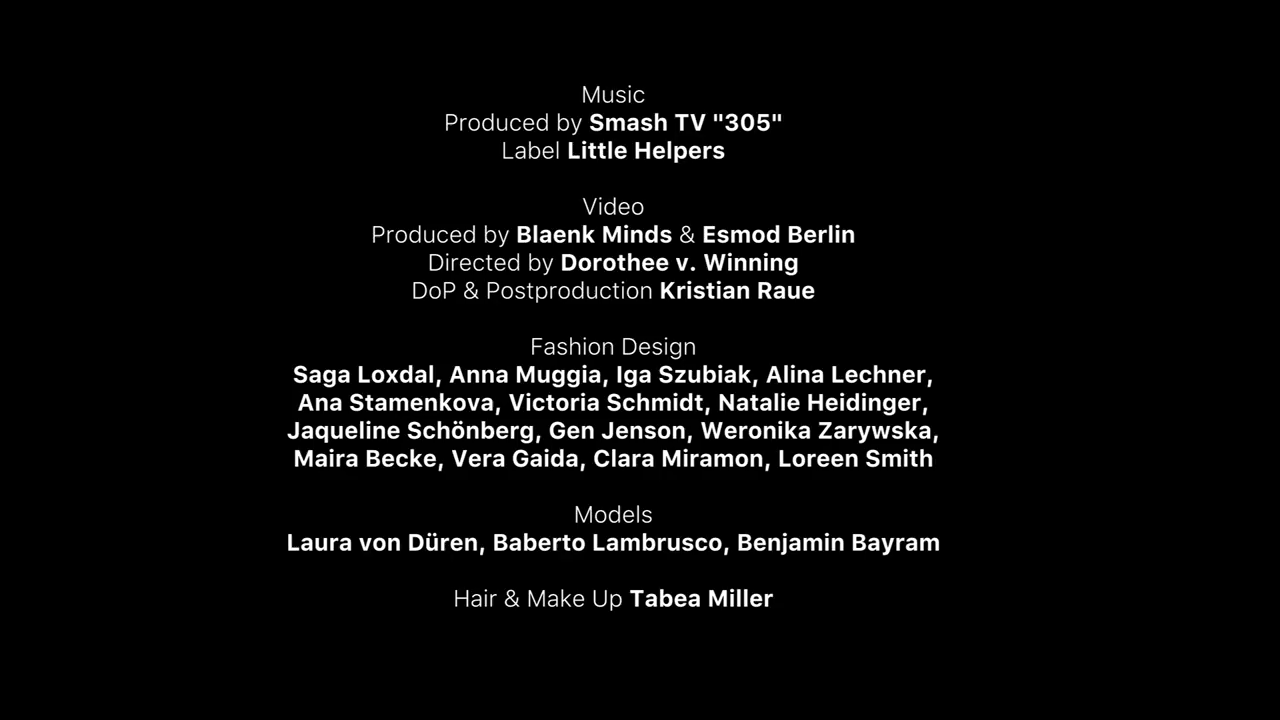 Music
Produced by Smash TV "305"
Label Little Helpers
Video
Produced by Blaenk Minds & Esmod Berlin
Directed by Dorothee v. Winning
DoP & Postproduction Kristian Raue
Fashion Design
Saga Loxdal, Anna Muggia, Iga Szubiak, Alina Lechner,
Ana Stamenkova, Victoria Schmidt, Natalie Heidinger,
Jaqueline Schönberg, Gen Jenson, Weronika Zarywska,
Maira Becke, Vera Gaida, Clara Miramon, Loreen Smith
Models
Laura von Düren, Baberto Lambrusco, Benjamin Bayram
Hair & Make Up Tabea Miller